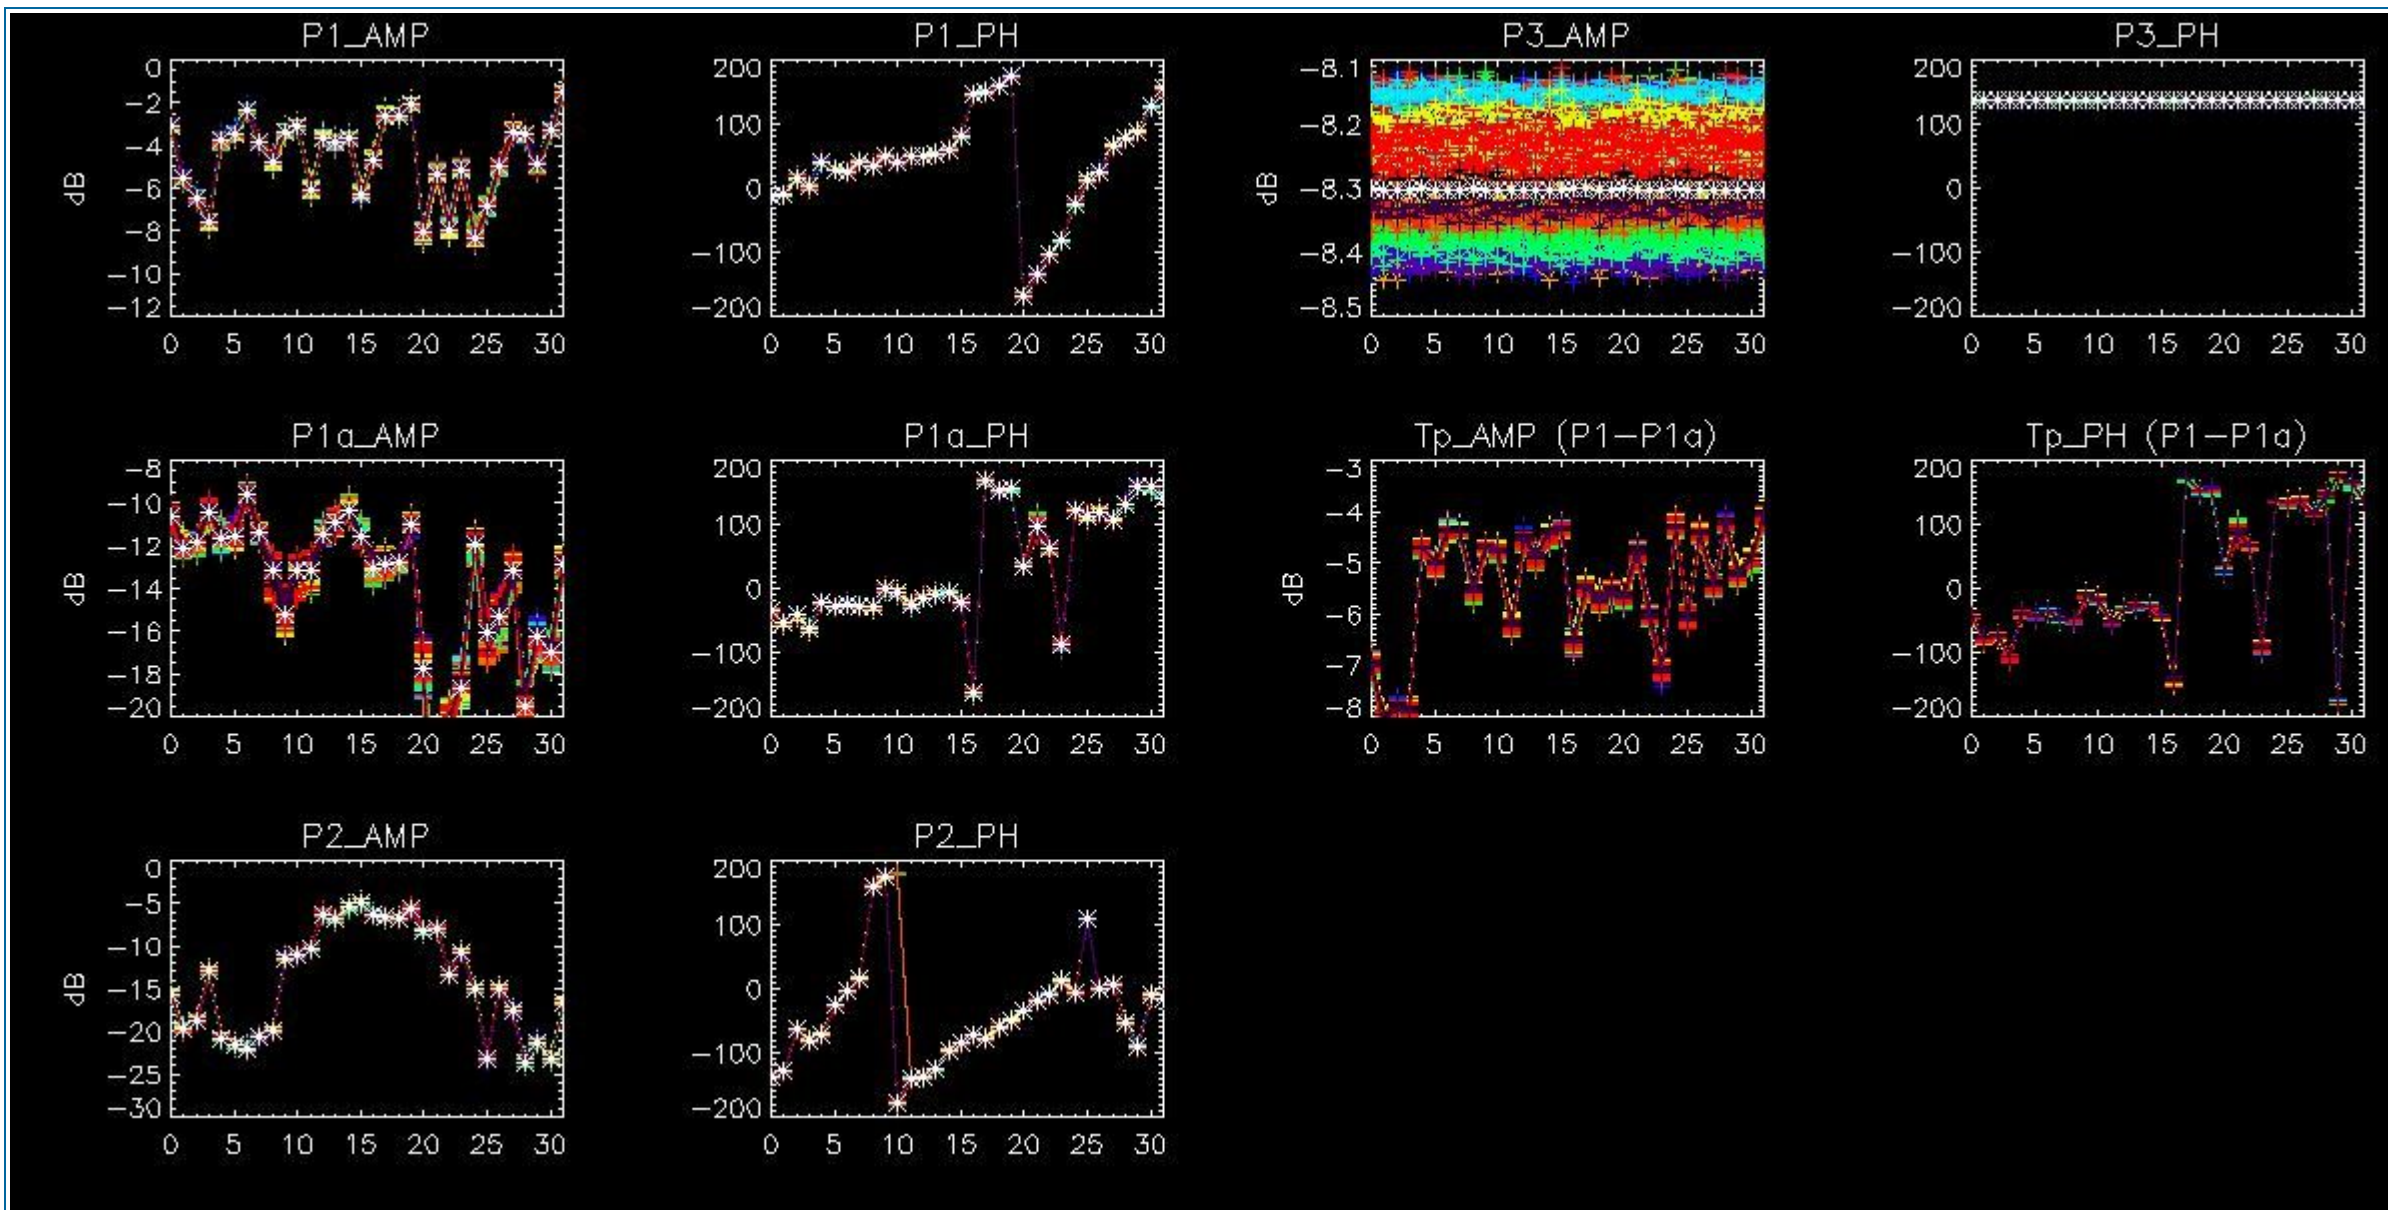 P1_AMP
0
−2
−4
−6
−8
−10
−12
dB
0 5 10 15 20 25 30
P1_PH
200
100
0
−100
−200
0 5 10 15 20 25 30
P3_AMP
−8.1
−8.2
−8.3
−8.4
−8.5
dB
0 5 10 15 20 25 30
P3_PH
200
100
0
−100
−200
0 5 10 15 20 25 30
P1a_AMP
−8
−10
−12
−14
−16
−18
−20
dB
0 5 10 15 20 25 30
P1a_PH
200
100
0
−100
−200
0 5 10 15 20 25 30
Tp_AMP (P1−P1a)
−3
−4
−5
−6
−7
−8
dB
0 5 10 15 20 25 30
Tp_PH (P1−P1a)
200
100
0
−100
−200
0 5 10 15 20 25 30
P2_AMP
0
−5
−10
−15
−20
−25
−30
dB
0 5 10 15 20 25 30
P2_PH
200
100
0
−100
−200
0 5 10 15 20 25 30